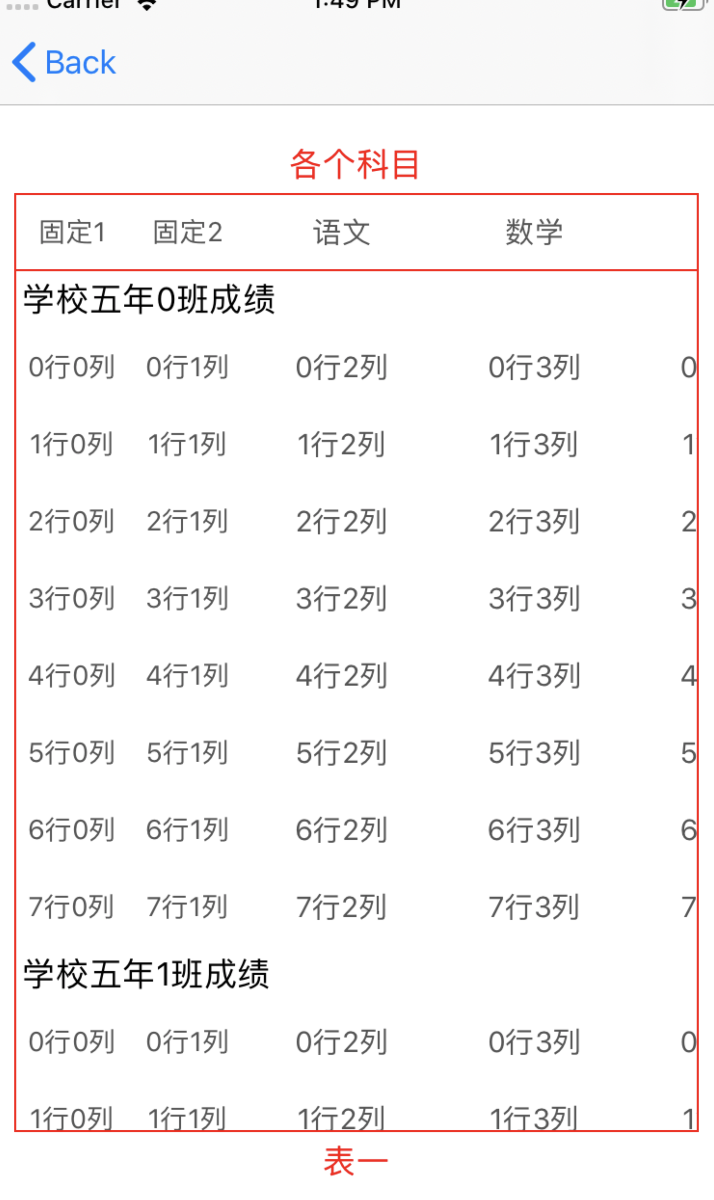 Carrier 1:49 PM
Back
各个科目
固定1 固定2 语文 数学
学校五年0班成绩
0行0列 0行1列 0行2列 0行3列 0
1行0列 1行1列 1行2列 1行3列 1
2行0列 2行1列 2行2列 2行3列 2
3行0列 3行1列 3行2列 3行3列 3
4行0列 4行1列 4行2列 4行3列 4
5行0列 5行1列 5行2列 5行3列 5
6行0列 6行1列 6行2列 6行3列 6
7行0列 7行1列 7行2列 7行3列 7
学校五年1班成绩
0行0列 0行1列 0行2列 0行3列 0
1行0列 1行1列 1行2列 1行3列 1
表一